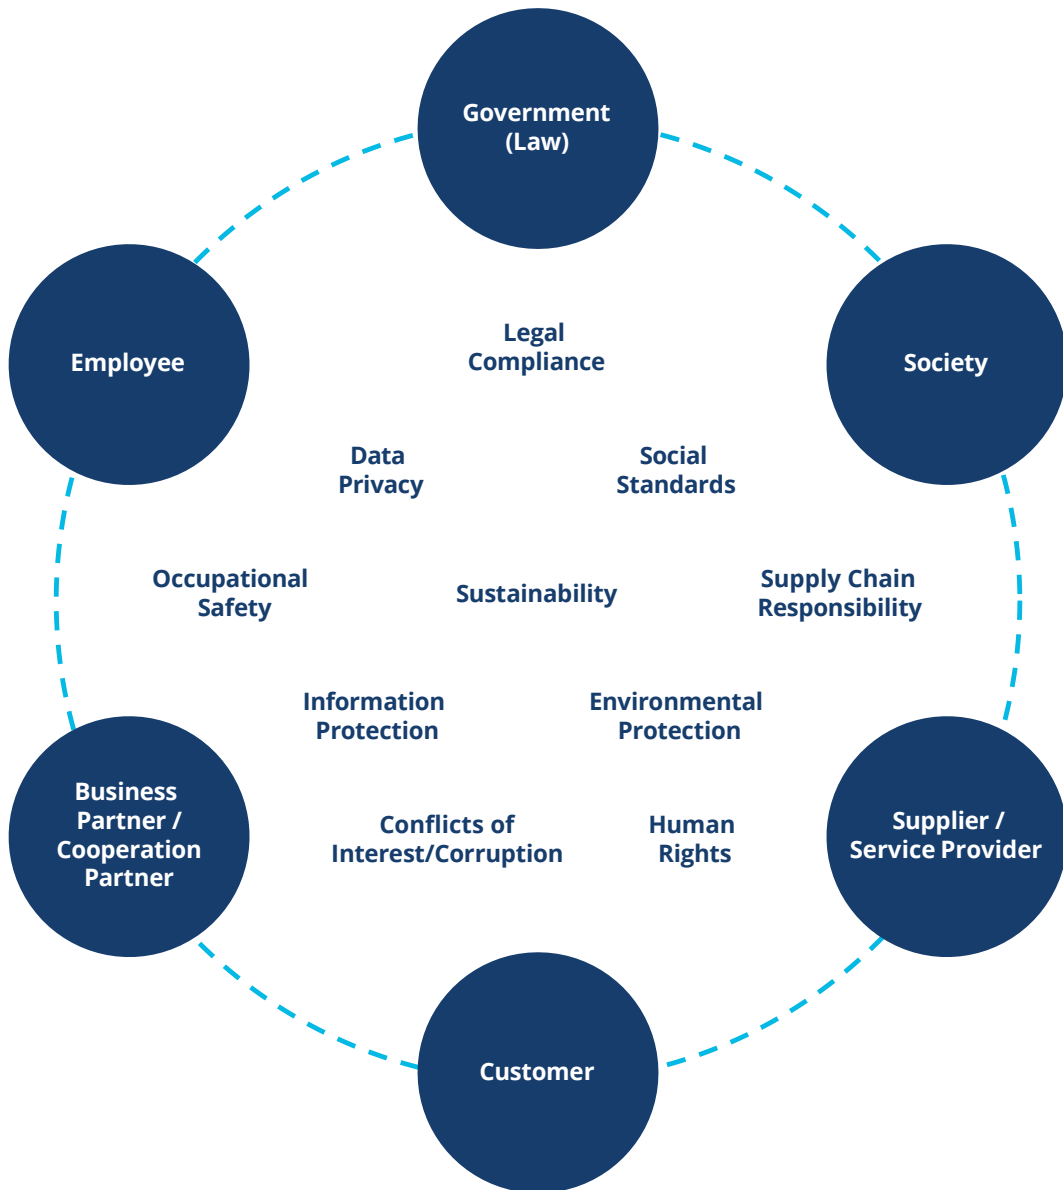 Government
(Law)
Employee
Society
Legal
Compliance
Data
Privacy
Social
Standards
Occupational
Safety
Sustainability
Supply Chain
Responsibility
Information
Protection
Environmental
Protection
Business
Partner /
Cooperation
Partner
Conflicts of
Interest/Corruption
Human
Rights
Supplier /
Service Provider
Customer